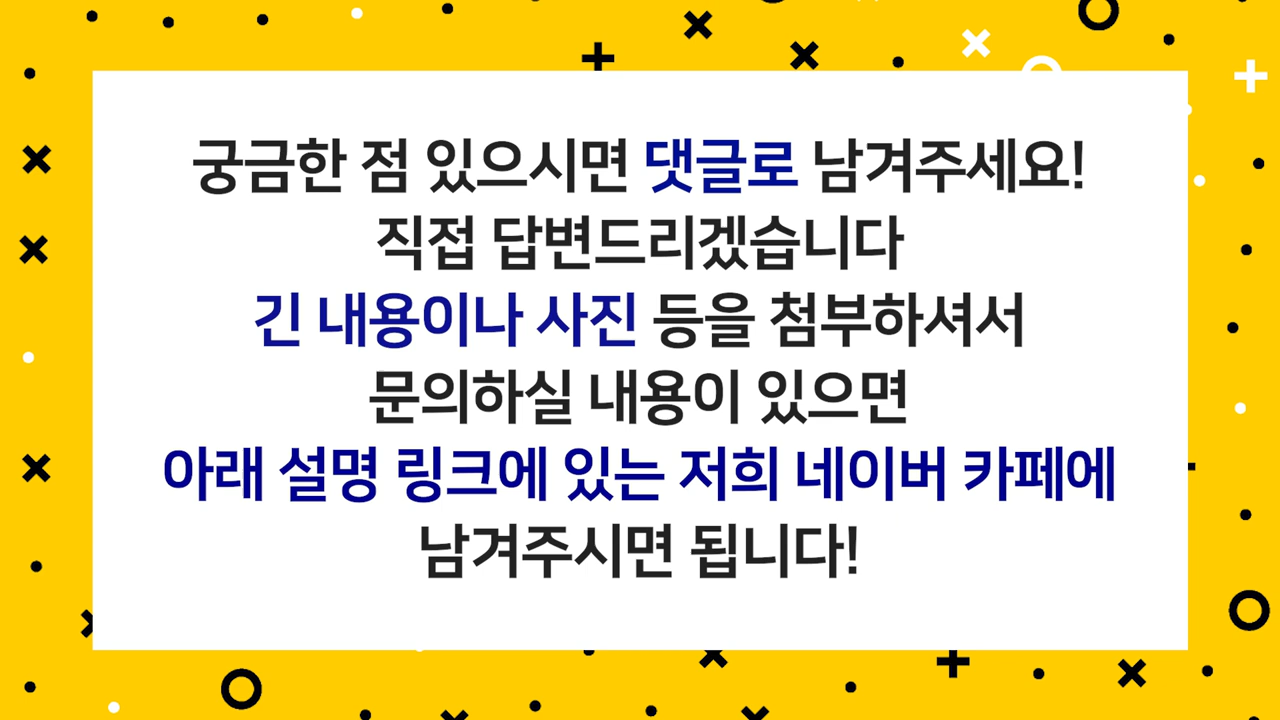 궁금한 점 있으시면 댓글로 남겨주세요!
직접 답변드리겠습니다
긴 내용이나 사진 등을 첨부하셔서
문의하실 내용이 있으면
아래 설명 링크에 있는 저희 네이버 카페에
남겨주시면 됩니다!